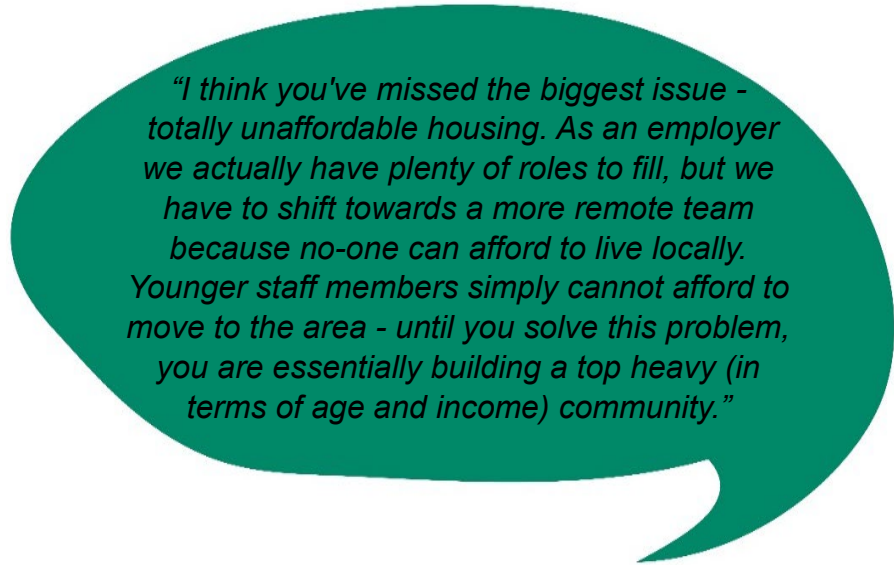 “I think you've missed the biggest issue -
totally unaffordable housing. As an employer
we actually have plenty of roles to fill, but we
have to shift towards a more remote team
because no-one can afford to live locally.
Younger staff members simply cannot afford to
move to the area - until you solve this problem,
you are essentially building a top heavy (in
terms of age and income) community.”